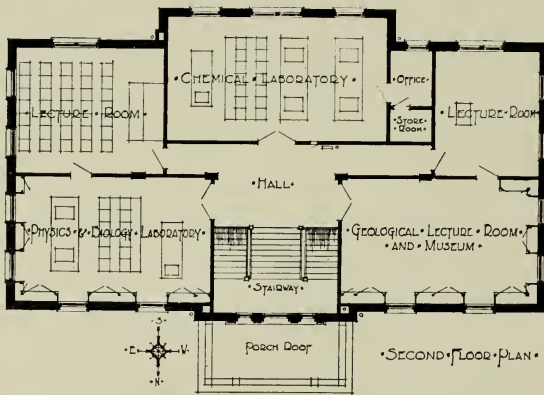 CHEMICAL LABORATORY
OFFICE
LECTURE ROOM
STORE
ROOM
LECTURE ROOM
HALL
PHYSICS & BIOLOGY LABORATORY
GEOLOGICAL LECTURE ROOM
AND MUSEUM
STAIRWAY
PORCH ROOF
S
E W
N
SECOND FLOOR PLAN